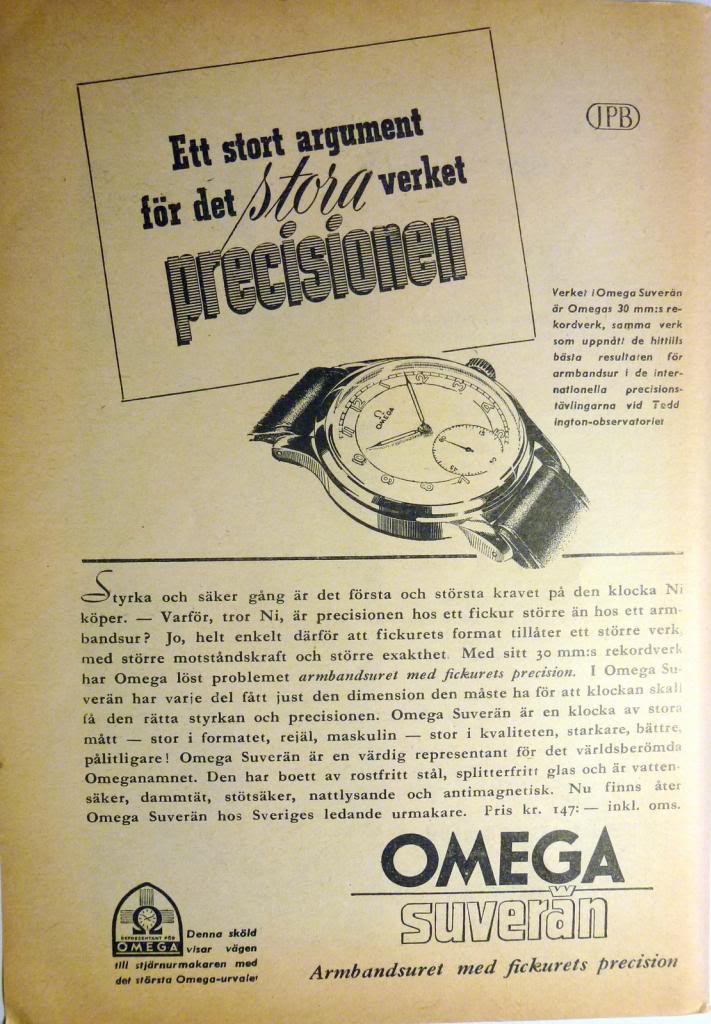 Ett stort argument
för det stora verket
precisionen
JPB
Verket i Omega Suverän
är Omegas 30 mm:s re-
kordverk, samma verk
som uppnått de hittills
bästa resultaten för
armbandsur i de inter-
nationella precisions-
tävlingarna vid Tedd
ington-observatoriet
Ω
OMEGA
Styrka och säker gång är det första och största kravet på den klocka Ni
köper. — Varför, tror Ni, är precisionen hos ett fickur större än hos ett arm-
bandsur? Jo, helt enkelt därför att fickurets format tillåter ett större verk,
med större motståndskraft och större exakthet. Med sitt 30 mm:s rekordverk
har Omega löst problemet armbandsuret med fickurets precision. I Omega Su-
verän har varje del fått just den dimension den måste ha för att klockan skall
få den rätta styrkan och precisionen. Omega Suverän är en klocka av stora
mått — stor i formatet, rejäl, maskulin — stor i kvaliteten, starkare, bättre,
pålitligare! Omega Suverän är en värdig representant för det världsberömda
Omeganamnet. Den har boett av rostfritt stål, splitterfritt glas och är vatten-
säker, dammtät, stötsäker, nattlysande och antimagnetisk. Nu finns åter
Omega Suverän hos Sveriges ledande urmakare. Pris kr. 147: — inkl. oms.
OMEGA
suverän
Armbandsuret med fickurets precision
Ω
REPRESENTANT FÖR
OMEGA
Denna sköld
visar vägen
till stjärnurmakaren med
det största Omega-urvalet